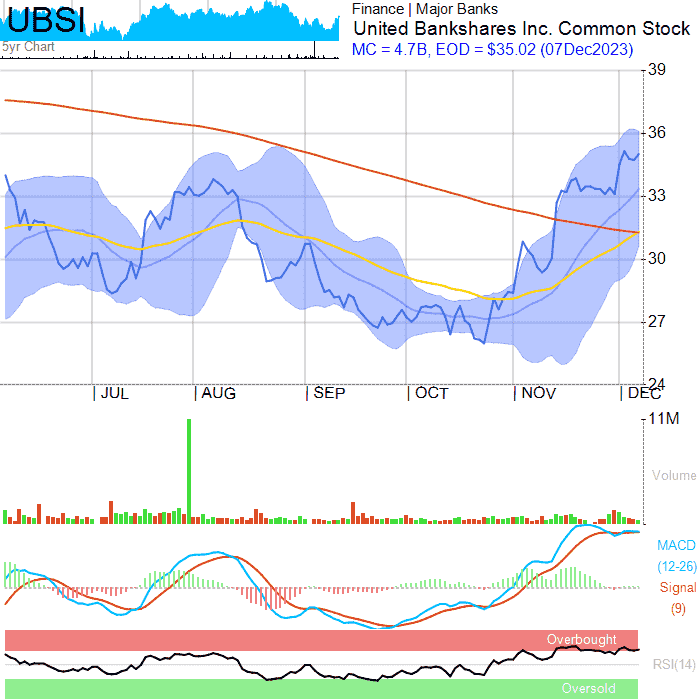 UBSI
5yr Chart
Finance | Major Banks
United Bankshares Inc. Common Stock
MC = 4.7B, EOD = $35.02 (07Dec2023)
39
36
33
30
27
24
JUL AUG SEP OCT NOV DEC
11M
Volume
MACD
(12-26)
Signal
(9)
Overbought
RSI(14)
Oversold